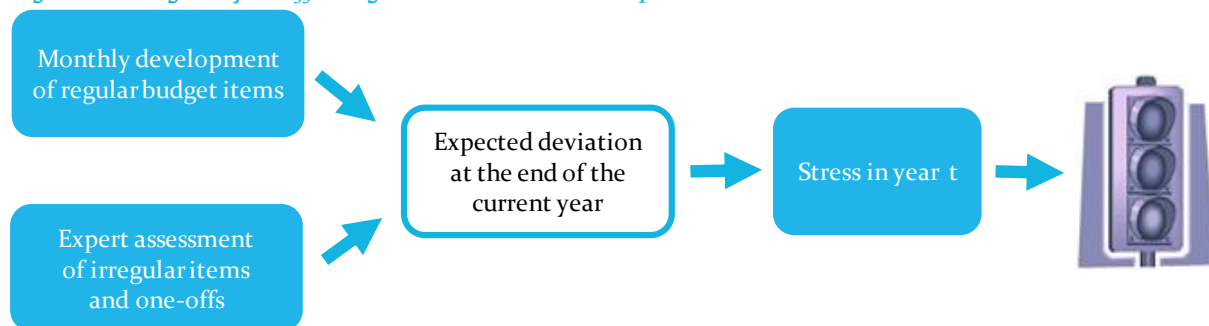 Monthly development
of regular budget items
Expected deviation
at the end of the
current year
Stress in year t
Expert assessment
of irregular items
and one-offs